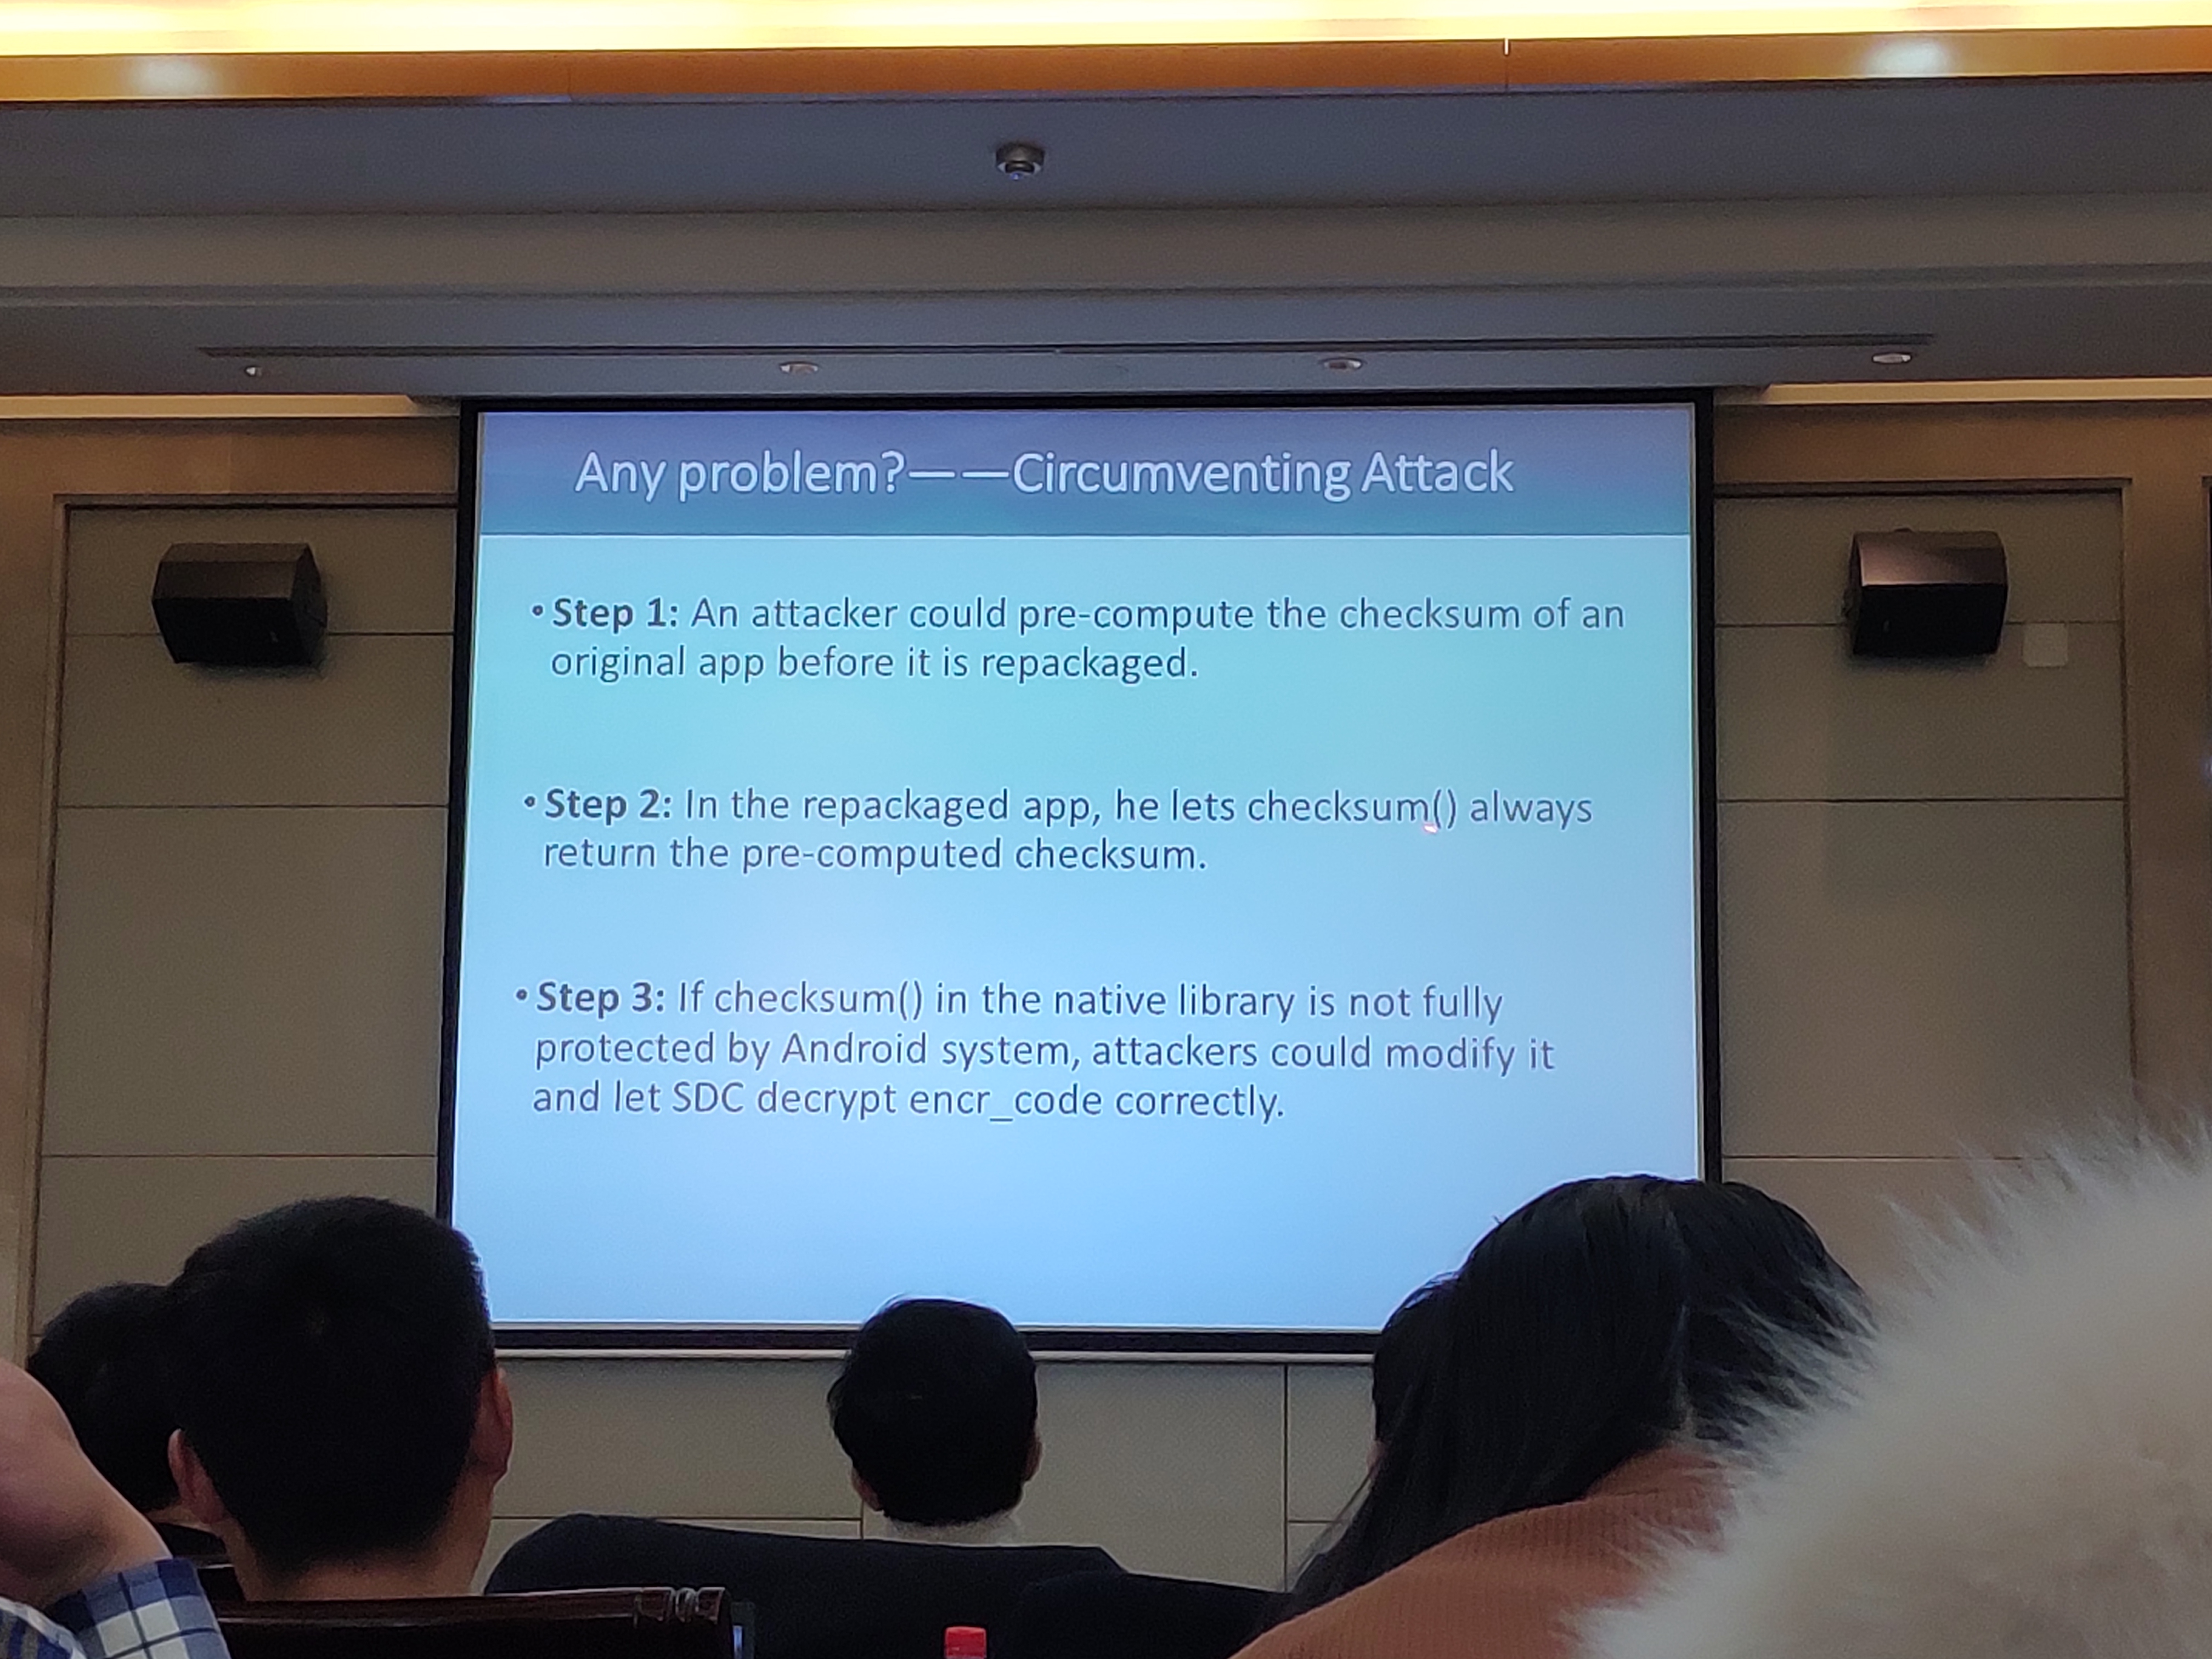 Any problem?——Circumventing Attack
• Step 1: An attacker could pre-compute the checksum of an
original app before it is repackaged.
• Step 2: In the repackaged app, he lets checksum() always
return the pre-computed checksum.
• Step 3: If checksum() in the native library is not fully
protected by Android system, attackers could modify it
and let SDC decrypt encr_code correctly.